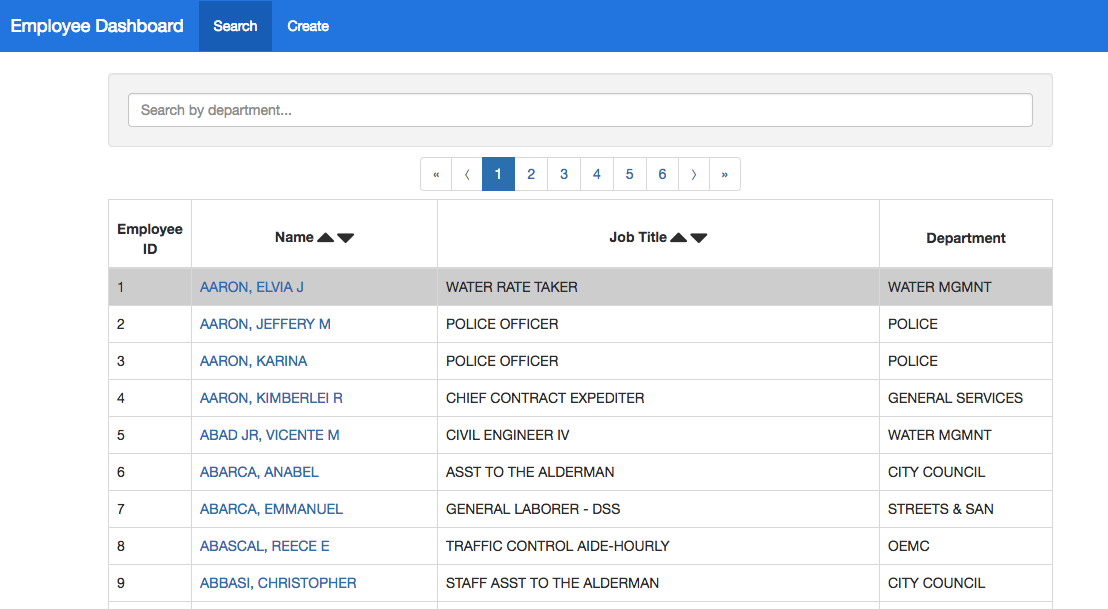 Employee Dashboard Search Create
Search by department...
« ‹ 1 2 3 4 5 6 › »
Employee ID Name Job Title Department
1 AARON, ELVIA J WATER RATE TAKER WATER MGMNT
2 AARON, JEFFERY M POLICE OFFICER POLICE
3 AARON, KARINA POLICE OFFICER POLICE
4 AARON, KIMBERLEI R CHIEF CONTRACT EXPEDITER GENERAL SERVICES
5 ABAD JR, VICENTE M CIVIL ENGINEER IV WATER MGMNT
6 ABARCA, ANABEL ASST TO THE ALDERMAN CITY COUNCIL
7 ABARCA, EMMANUEL GENERAL LABORER - DSS STREETS & SAN
8 ABASCAL, REECE E TRAFFIC CONTROL AIDE-HOURLY OEMC
9 ABBASI, CHRISTOPHER STAFF ASST TO THE ALDERMAN CITY COUNCIL